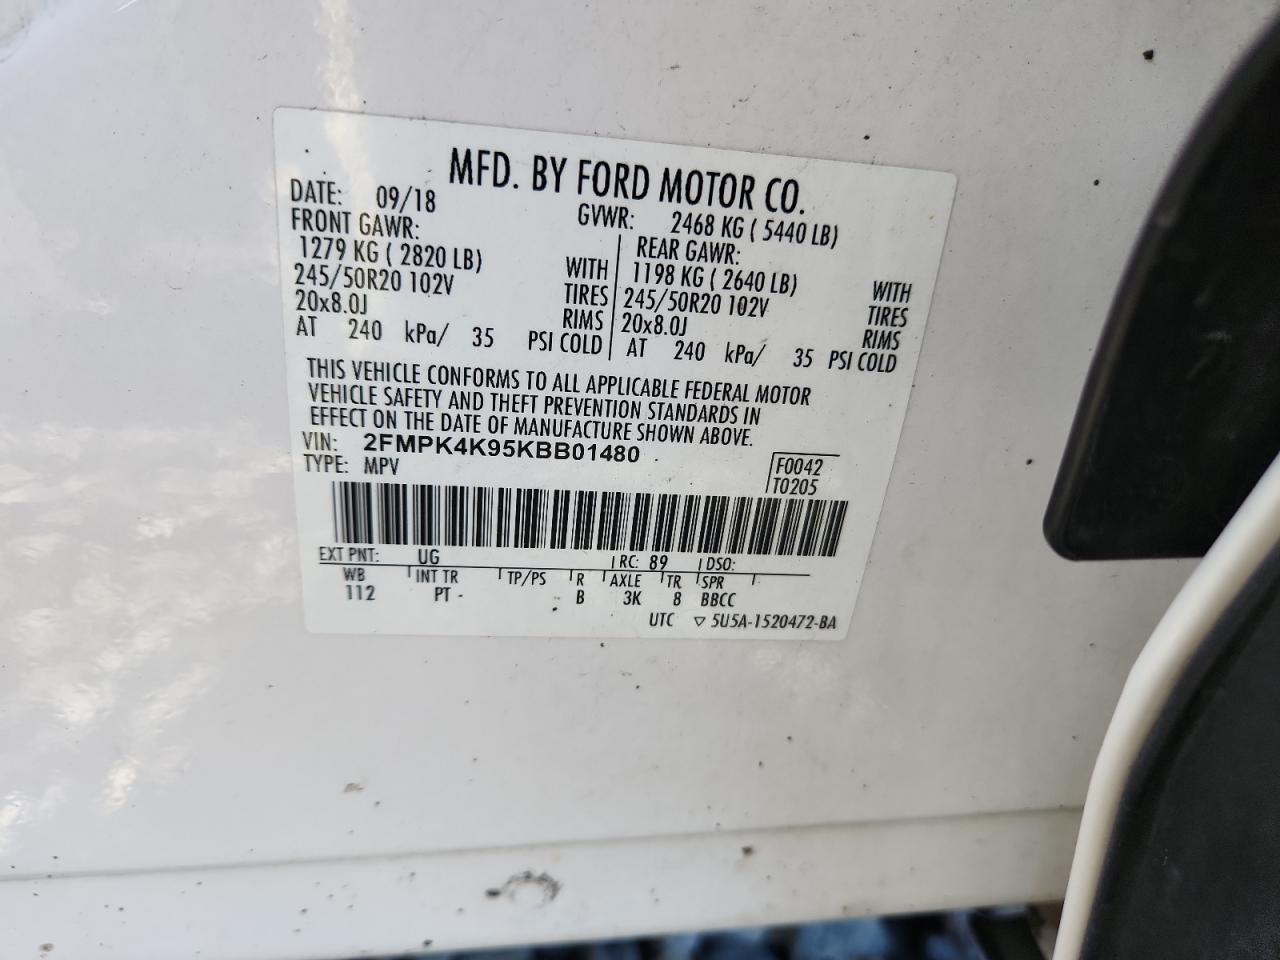 MFD. BY FORD MOTOR CO.
DATE: 09/18 GVWR: 2468 KG ( 5440 LB)
FRONT GAWR: REAR GAWR:
1279 KG ( 2820 LB) WITH 1198 KG ( 2640 LB) WITH
245/50R20 102V TIRES 245/50R20 102V TIRES
20x8.0J RIMS 20x8.0J RIMS
AT 240 kPa/ 35 PSI COLD AT 240 kPa/ 35 PSI COLD
THIS VEHICLE CONFORMS TO ALL APPLICABLE FEDERAL MOTOR
VEHICLE SAFETY AND THEFT PREVENTION STANDARDS IN
EFFECT ON THE DATE OF MANUFACTURE SHOWN ABOVE.
VIN: 2FMPK4K95KBB01480
TYPE: MPV F0042
T0205
EXT PNT: UG RC: 89 DSO:
WB INT TR TP/PS R AXLE TR SPR
112 PT - B 3K 8 BBCC
UTC ▽ 5U5A-1520472-BA